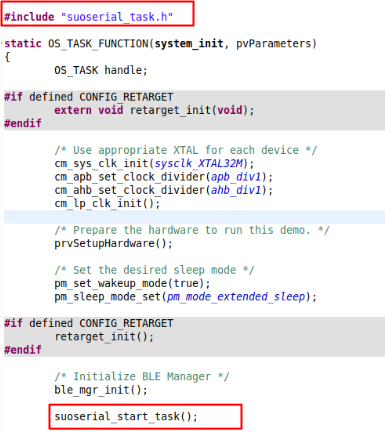 #include "suoserial_task.h"
static OS_TASK_FUNCTION(system_init, pvParameters)
{
OS_TASK handle;
#if defined CONFIG_RETARGET
extern void retarget_init(void);
#endif
/* Use appropriate XTAL for each device */
cm_sys_clk_init(sysclk_XTAL32M);
cm_apb_set_clock_divider(apb_div1);
cm_ahb_set_clock_divider(ahb_div1);
cm_lp_clk_init();
/* Prepare the hardware to run this demo. */
prvSetupHardware();
/* Set the desired sleep mode */
pm_set_wakeup_mode(true);
pm_sleep_mode_set(pm_mode_extended_sleep);
#if defined CONFIG_RETARGET
retarget_init();
#endif
/* Initialize BLE Manager */
ble_mgr_init();
suoserial_start_task();